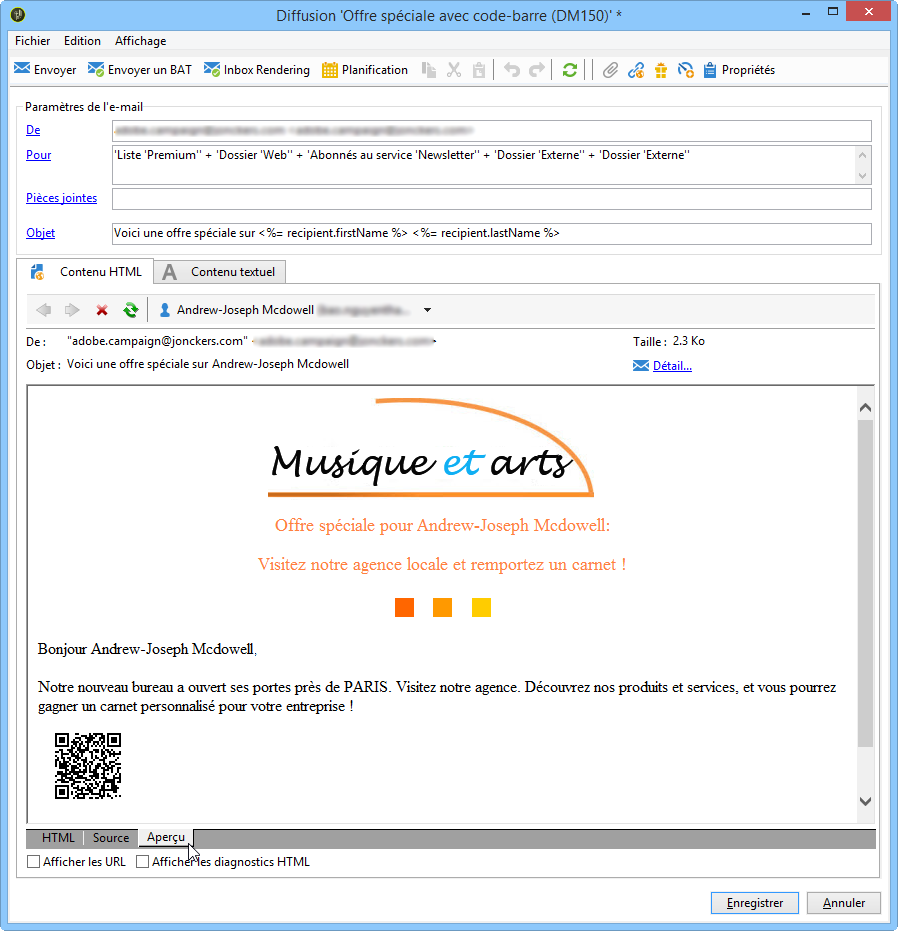 Diffusion 'Offre spéciale avec code-barre (DM150)' *
Fichier Edition Affichage
Envoyer Envoyer un BAT Inbox Rendering Planification Propriétés
Paramètres de l'e-mail
De
Pour 'Liste 'Premium'' + 'Dossier 'Web'' + 'Abonnés au service 'Newsletter'' + 'Dossier 'Externe'' + 'Dossier 'Externe''
Pièces jointes
Objet Voici une offre spéciale sur <%= recipient.firstName %> <%= recipient.lastName %>
Contenu HTML A Contenu textuel
Andrew-Joseph Mcdowell
De : "adobe.campaign@jonckers.com" Taille : 2.3 Ko
Objet : Voici une offre spéciale sur Andrew-Joseph Mcdowell Détail...
Musique et arts
Offre spéciale pour Andrew-Joseph Mcdowell:
Visitez notre agence locale et remportez un carnet !
Bonjour Andrew-Joseph Mcdowell,
Notre nouveau bureau a ouvert ses portes près de PARIS. Visitez notre agence. Découvrez nos produits et services, et vous pourrez
gagner un carnet personnalisé pour votre entreprise !
HTML Source Aperçu
Afficher les URL Afficher les diagnostics HTML
Enregistrer Annuler